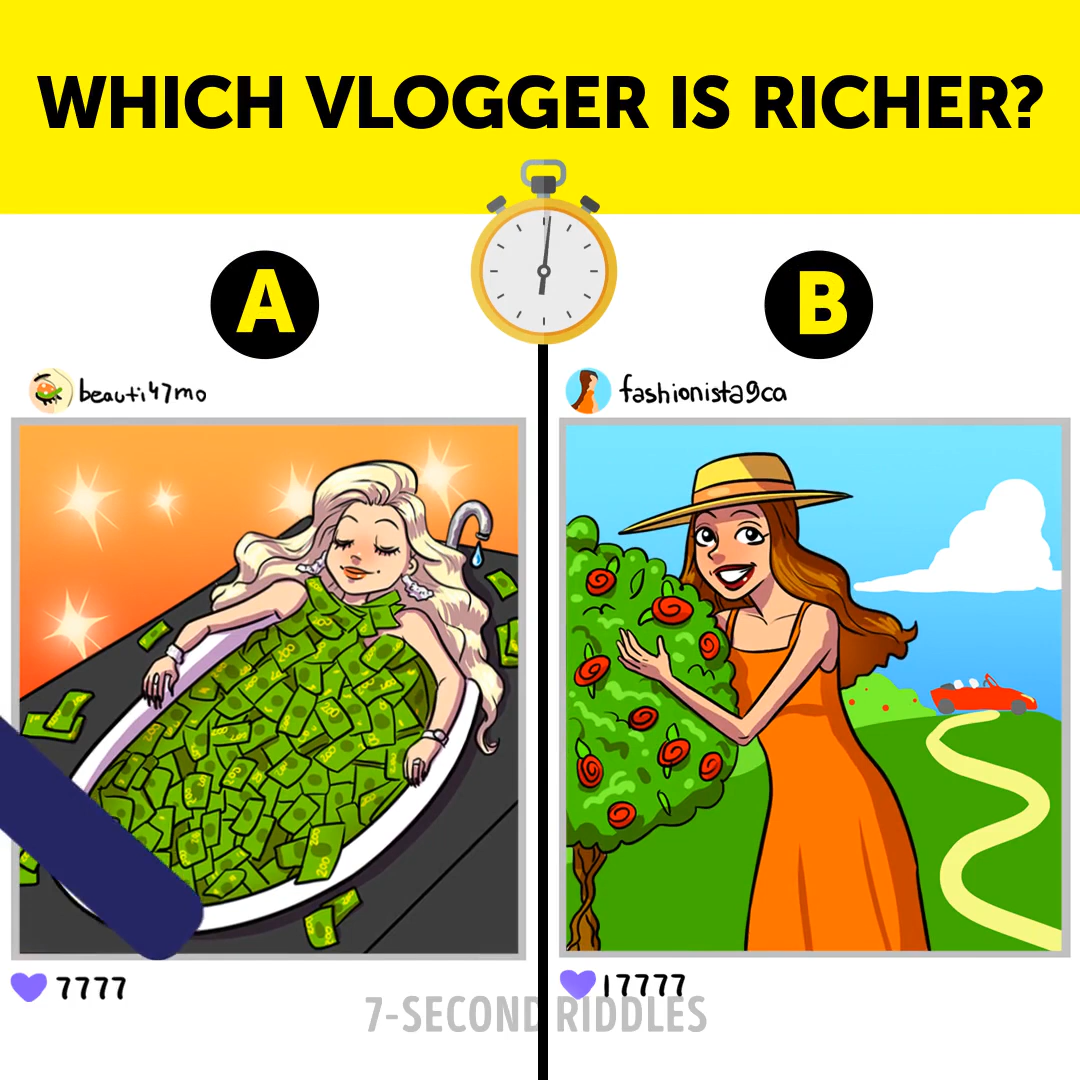 WHICH VLOGGER IS RICHER?
A
B
beauti47mo
fashionista9ca
7777
17777
7-SECOND RIDDLES